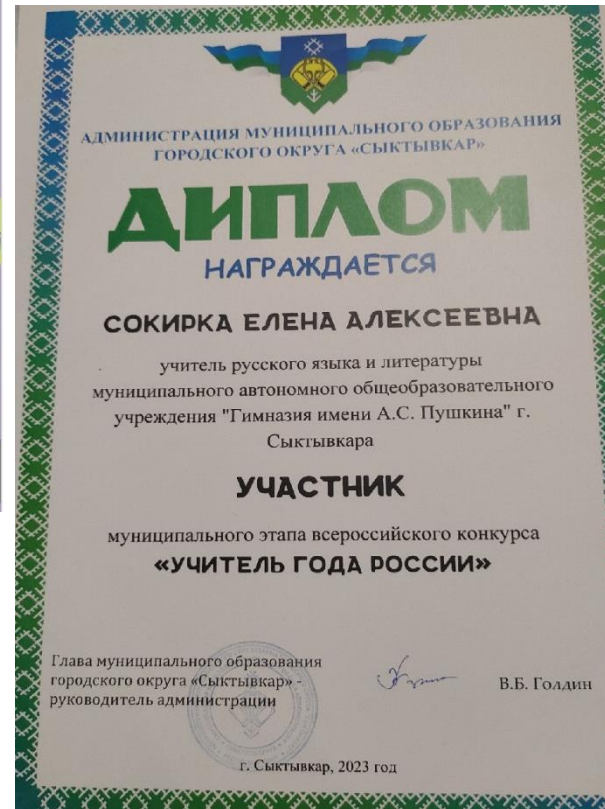 АДМИНИСТРАЦИЯ МУНИЦИПАЛЬНОГО ОБРАЗОВАНИЯ
ГОРОДСКОГО ОКРУГА «СЫКТЫВКАР»
ДИПЛОМ
НАГРАЖДАЕТСЯ
СОКИРКА ЕЛЕНА АЛЕКСЕЕВНА
учитель русского языка и литературы
муниципального автономного общеобразовательного
учреждения "Гимназия имени А.С. Пушкина" г.
Сыктывкара
УЧАСТНИК
муниципального этапа всероссийского конкурса
«УЧИТЕЛЬ ГОДА РОССИИ»
Глава муниципального образования
городского округа «Сыктывкар» -
руководитель администрации
В.Б. Голдин
г. Сыктывкар, 2023 год